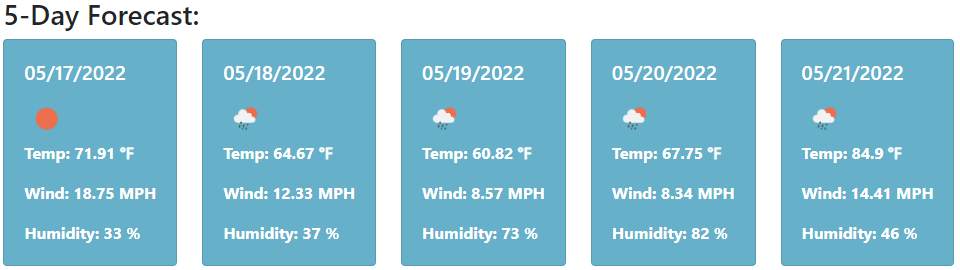 5-Day Forecast:
05/17/2022
Temp: 71.91 °F
Wind: 18.75 MPH
Humidity: 33 %
05/18/2022
Temp: 64.67 °F
Wind: 12.33 MPH
Humidity: 37 %
05/19/2022
Temp: 60.82 °F
Wind: 8.57 MPH
Humidity: 73 %
05/20/2022
Temp: 67.75 °F
Wind: 8.34 MPH
Humidity: 82 %
05/21/2022
Temp: 84.9 °F
Wind: 14.41 MPH
Humidity: 46 %